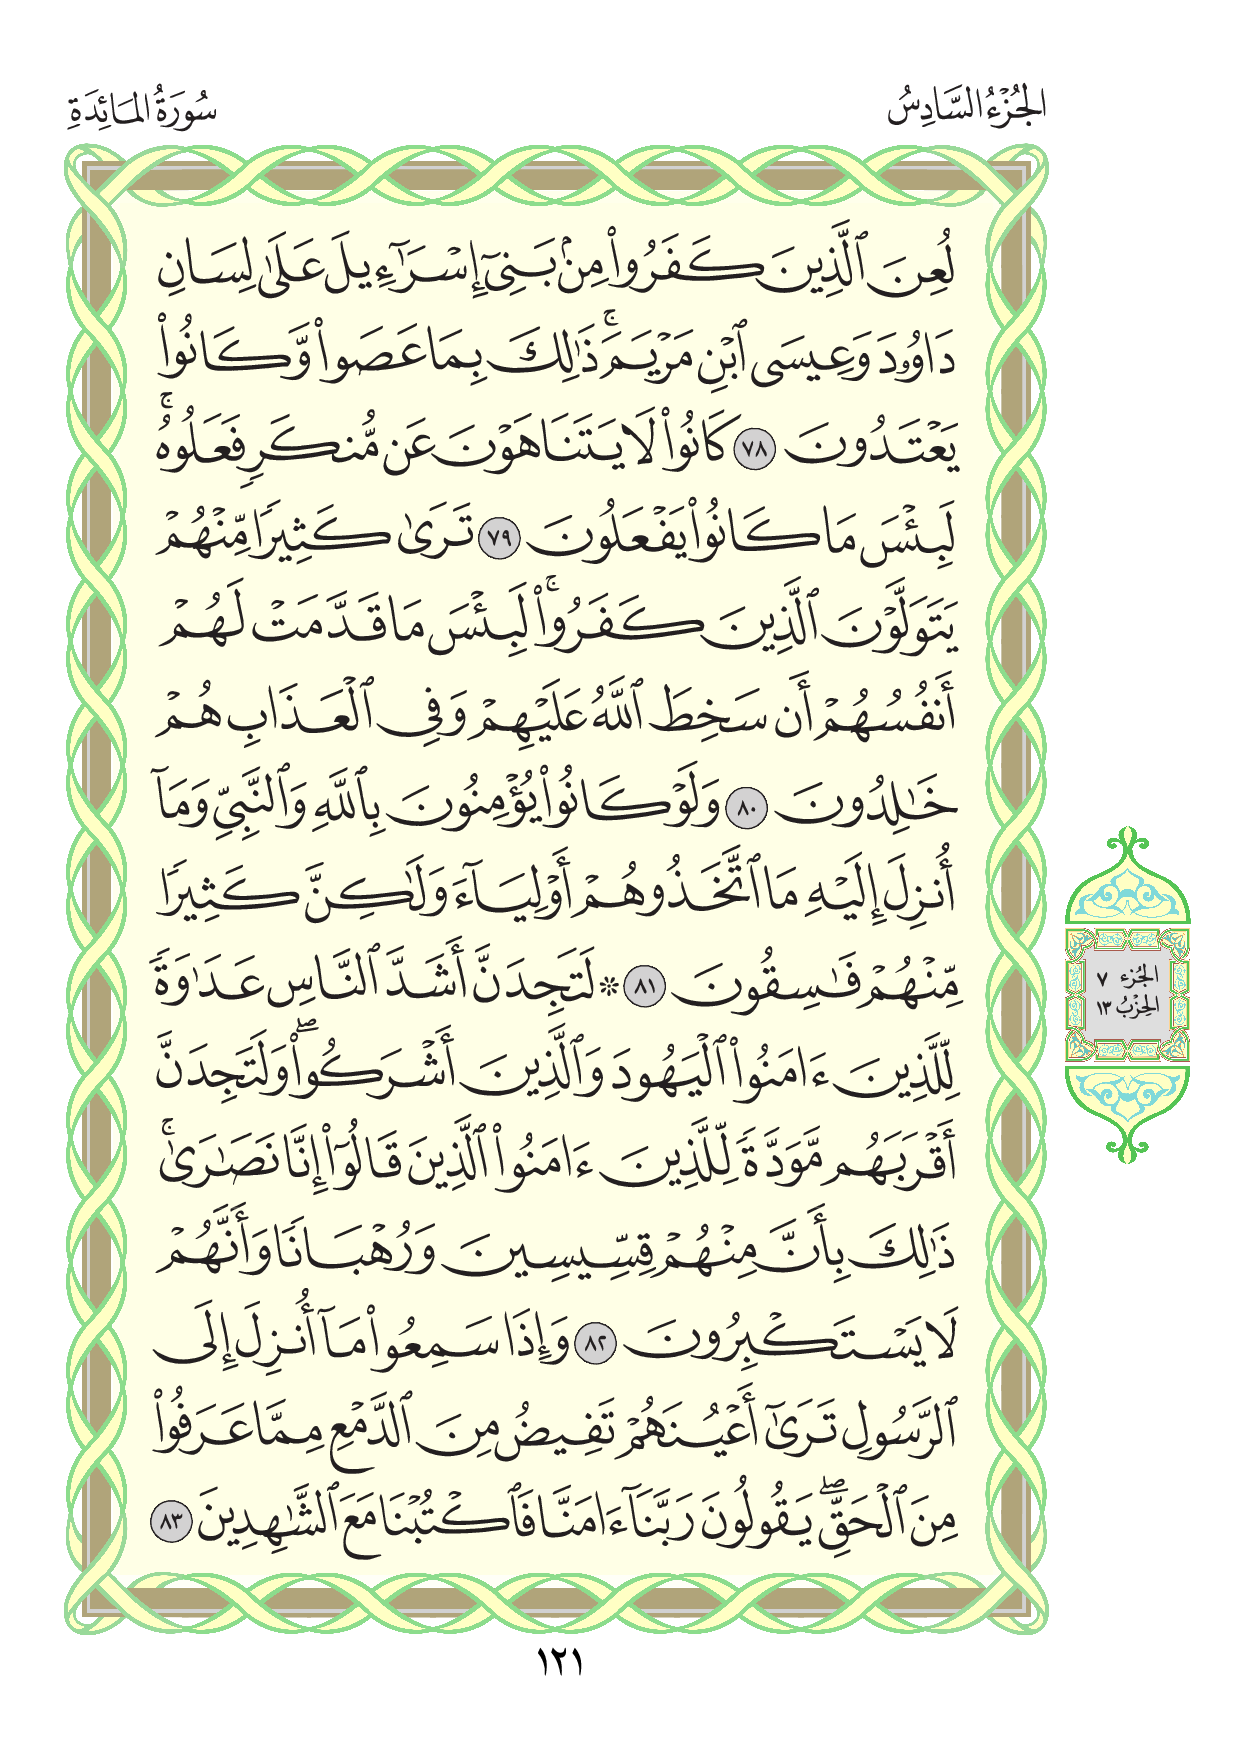 الجُزْءُ السَّادِسُ
سُورَةُ المَائِدَةِ
لُعِنَ ٱلَّذِينَ كَفَرُوا۟ مِنۢ بَنِىٓ إِسْرَٰٓءِيلَ عَلَىٰ لِسَانِ
دَاوُۥدَ وَعِيسَى ٱبْنِ مَرْيَمَ ۚ ذَٰلِكَ بِمَا عَصَوا۟ وَّكَانُوا۟
يَعْتَدُونَ ٧٨ كَانُوا۟ لَا يَتَنَاهَوْنَ عَن مُّنكَرٍ فَعَلُوهُ ۚ
لَبِئْسَ مَا كَانُوا۟ يَفْعَلُونَ ٧٩ تَرَىٰ كَثِيرًا مِّنْهُمْ
يَتَوَلَّوْنَ ٱلَّذِينَ كَفَرُوا۟ ۚ لَبِئْسَ مَا قَدَّمَتْ لَهُمْ
أَنفُسُهُمْ أَن سَخِطَ ٱللَّهُ عَلَيْهِمْ وَفِى ٱلْعَذَابِ هُمْ
خَٰلِدُونَ ٨٠ وَلَوْ كَانُوا۟ يُؤْمِنُونَ بِٱللَّهِ وَٱلنَّبِىِّ وَمَآ
أُنزِلَ إِلَيْهِ مَا ٱتَّخَذُوهُمْ أَوْلِيَآءَ وَلَٰكِنَّ كَثِيرًا
مِّنْهُمْ فَٰسِقُونَ ٨١ ۞ لَتَجِدَنَّ أَشَدَّ ٱلنَّاسِ عَدَٰوَةً
لِّلَّذِينَ ءَامَنُوا۟ ٱلْيَهُودَ وَٱلَّذِينَ أَشْرَكُوا۟ ۖ وَلَتَجِدَنَّ
أَقْرَبَهُم مَّوَدَّةً لِّلَّذِينَ ءَامَنُوا۟ ٱلَّذِينَ قَالُوٓا۟ إِنَّا نَصَٰرَىٰ ۚ
ذَٰلِكَ بِأَنَّ مِنْهُمْ قِسِّيسِينَ وَرُهْبَانًا وَأَنَّهُمْ
لَا يَسْتَكْبِرُونَ ٨٢ وَإِذَا سَمِعُوا۟ مَآ أُنزِلَ إِلَى
ٱلرَّسُولِ تَرَىٰٓ أَعْيُنَهُمْ تَفِيضُ مِنَ ٱلدَّمْعِ مِمَّا عَرَفُوا۟
مِنَ ٱلْحَقِّ ۖ يَقُولُونَ رَبَّنَآ ءَامَنَّا فَٱكْتُبْنَا مَعَ ٱلشَّٰهِدِينَ ٨٣
الجُزء ٧
الحِزْبُ ١٣
١٢١